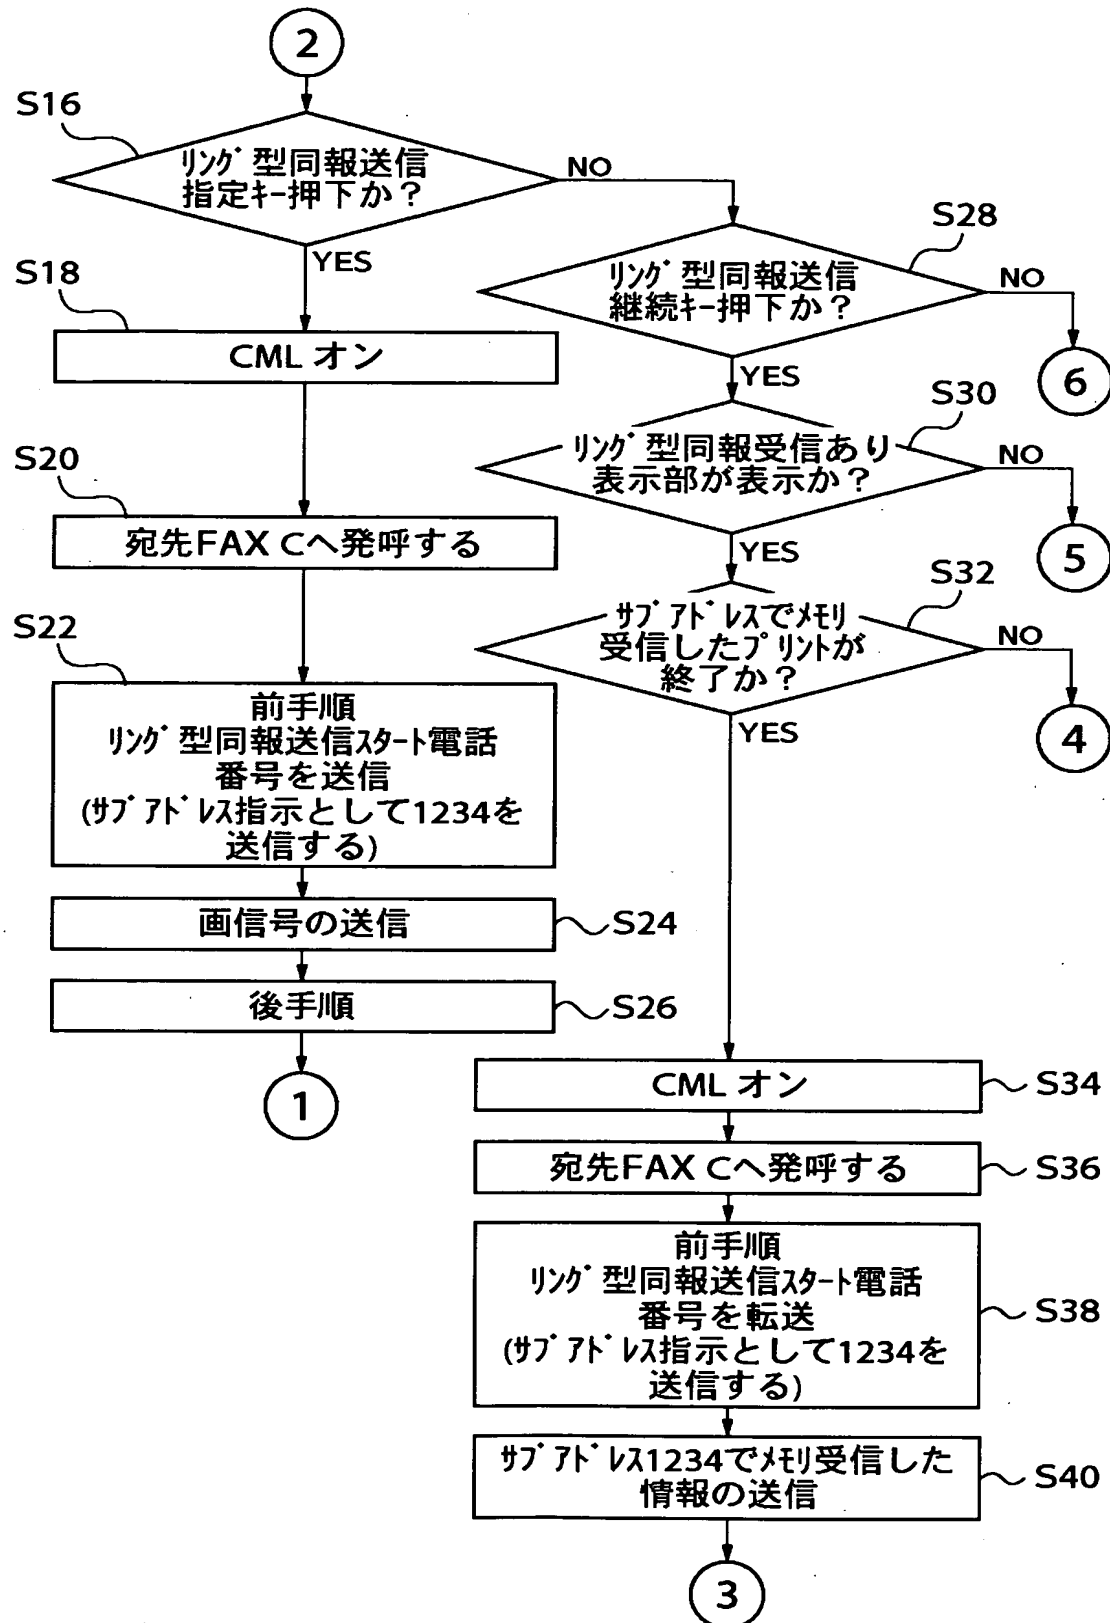 2
S16
リング型同報送信
指定キー押下か?
NO
YES
S28
リング型同報送信
継続キー押下か?
NO
6
YES
S18
CML オン
S30
リング型同報受信あり
表示部が表示か?
NO
5
YES
S20
宛先FAX Cへ発呼する
S32
サブアドレスでメモリ
受信したプリントが
終了か?
NO
4
YES
S22
前手順
リング型同報送信スタート電話
番号を送信
(サブアドレス指示として1234を
送信する)
画信号の送信
S24
後手順
S26
1
CML オン
S34
宛先FAX Cへ発呼する
S36
前手順
リング型同報送信スタート電話
番号を転送
(サブアドレス指示として1234を
送信する)
S38
サブアドレス1234でメモリ受信した
情報の送信
S40
3